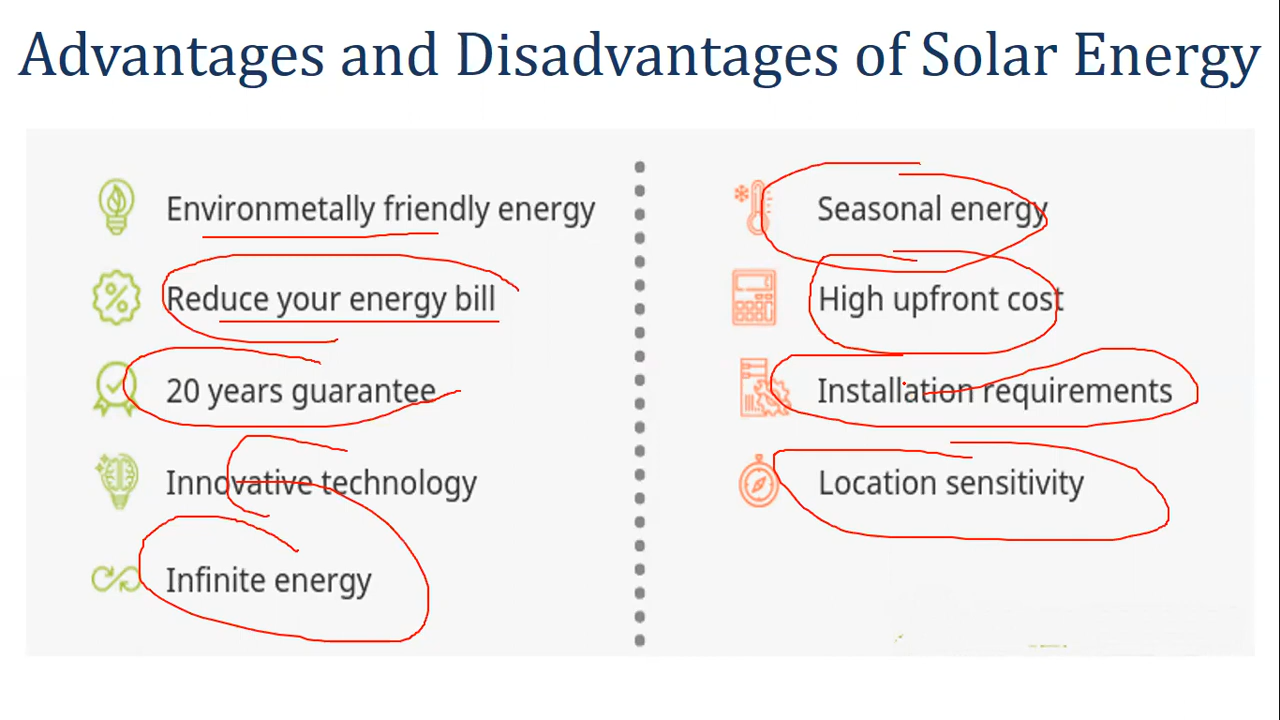 Advantages and Disadvantages of Solar Energy
Environmetally friendly energy
Reduce your energy bill
20 years guarantee
Innovative technology
Infinite energy
Seasonal energy
High upfront cost
Installation requirements
Location sensitivity